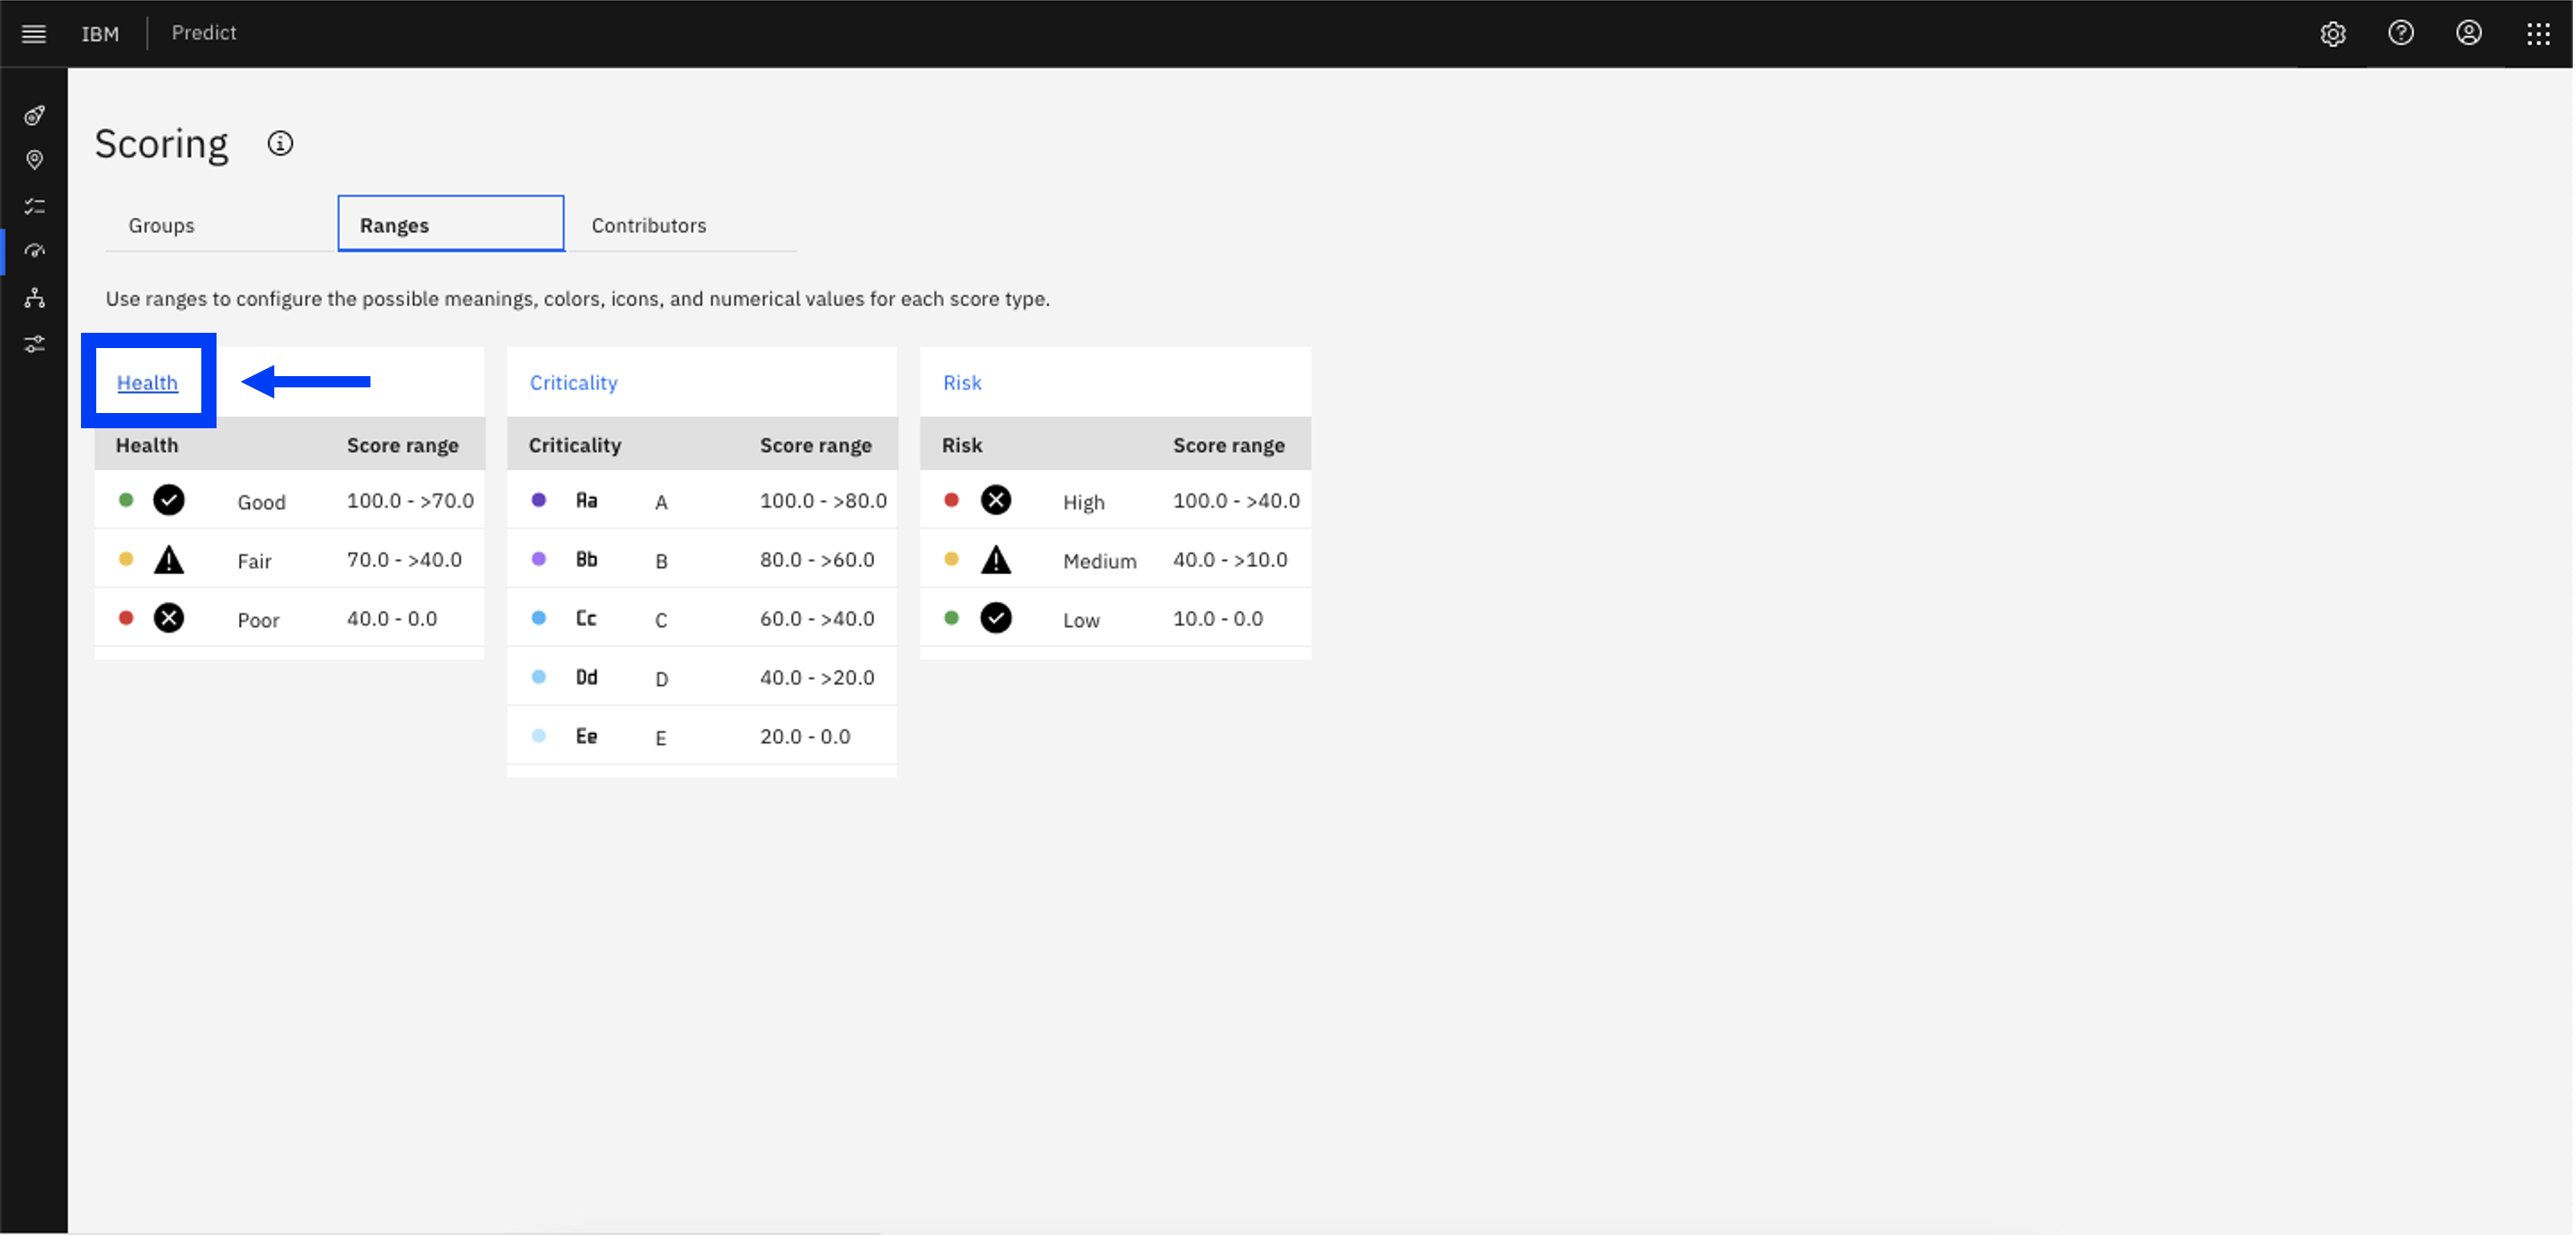 IBM Predict
Scoring
Groups Ranges Contributors
Use ranges to configure the possible meanings, colors, icons, and numerical values for each score type.
Health
Health Score range
Good 100.0 - >70.0
Fair 70.0 - >40.0
Poor 40.0 - 0.0
Criticality
Criticality Score range
Aa A 100.0 - >80.0
Bb B 80.0 - >60.0
Cc C 60.0 - >40.0
Dd D 40.0 - >20.0
Ee E 20.0 - 0.0
Risk
Risk Score range
High 100.0 - >40.0
Medium 40.0 - >10.0
Low 10.0 - 0.0